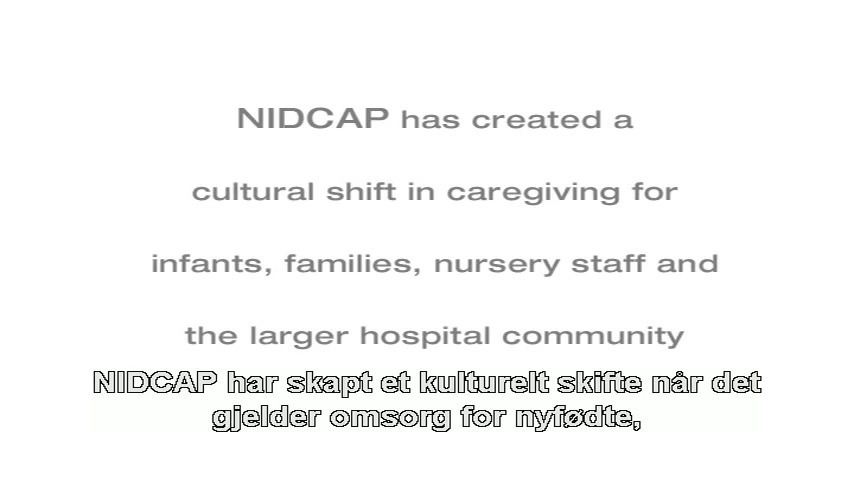 NIDCAP has created a
cultural shift in caregiving for
infants, families, nursery staff and
the larger hospital community
NIDCAP har skapt et kulturelt skifte når det
gjelder omsorg for nyfødte,